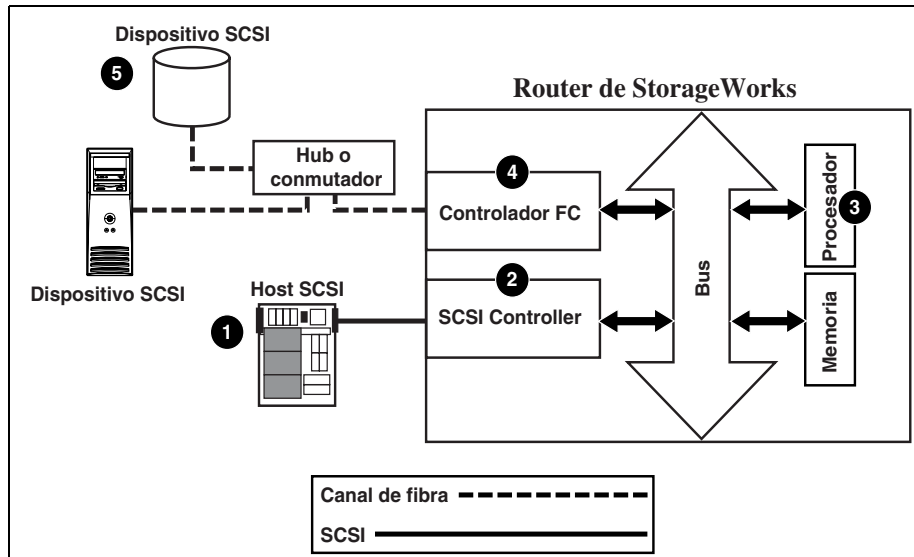 Dispositivo SCSI
5
Router de StorageWorks
Hub o
conmutador
4
Controlador FC
Procesador
3
Dispositivo SCSI
Host SCSI
1
2
SCSI Controller
Bus
Memoria
Canal de fibra
SCSI